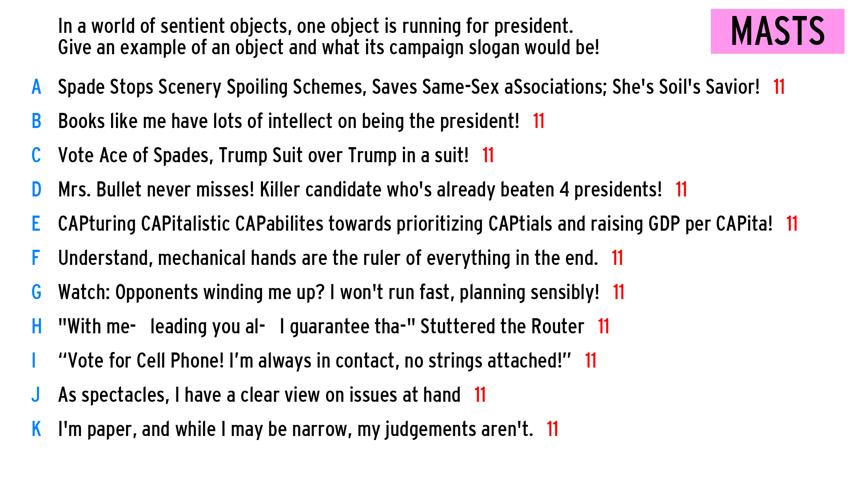 In a world of sentient objects, one object is running for president.
Give an example of an object and what its campaign slogan would be!
MASTS
A Spade Stops Scenery Spoiling Schemes, Saves Same-Sex aSsociations; She's Soil's Savior! 11
B Books like me have lots of intellect on being the president! 11
C Vote Ace of Spades, Trump Suit over Trump in a suit! 11
D Mrs. Bullet never misses! Killer candidate who's already beaten 4 presidents! 11
E CAPturing CAPitalistic CAPabilites towards prioritizing CAPtials and raising GDP per CAPita! 11
F Understand, mechanical hands are the ruler of everything in the end. 11
G Watch: Opponents winding me up? I won't run fast, planning sensibly! 11
H "With me- leading you al- I guarantee tha-" Stuttered the Router 11
I “Vote for Cell Phone! I’m always in contact, no strings attached!” 11
J As spectacles, I have a clear view on issues at hand 11
K I'm paper, and while I may be narrow, my judgements aren't. 11